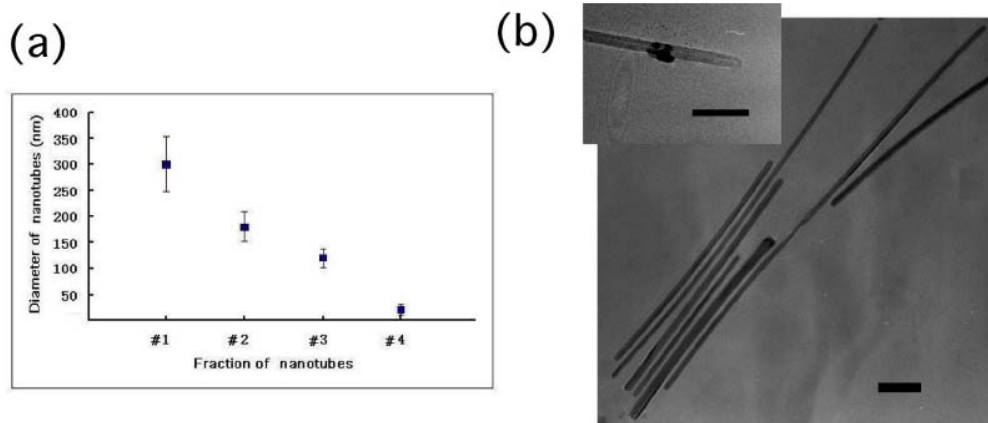 (a)
(b)
400
350
300
250
200
150
100
50
Diameter of nanotubes (nm)
#1 #2 #3 #4
Fraction of nanotubes